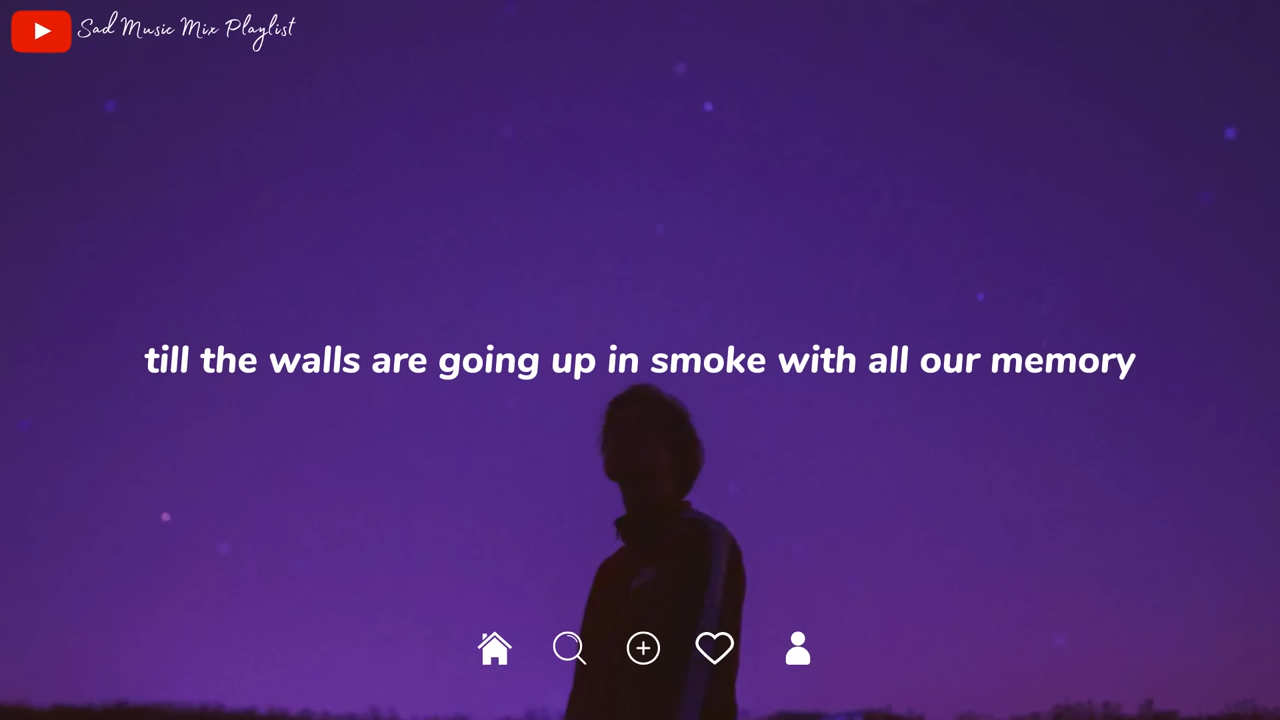 Sad Music Mix Playlist
till the walls are going up in smoke with all our memory